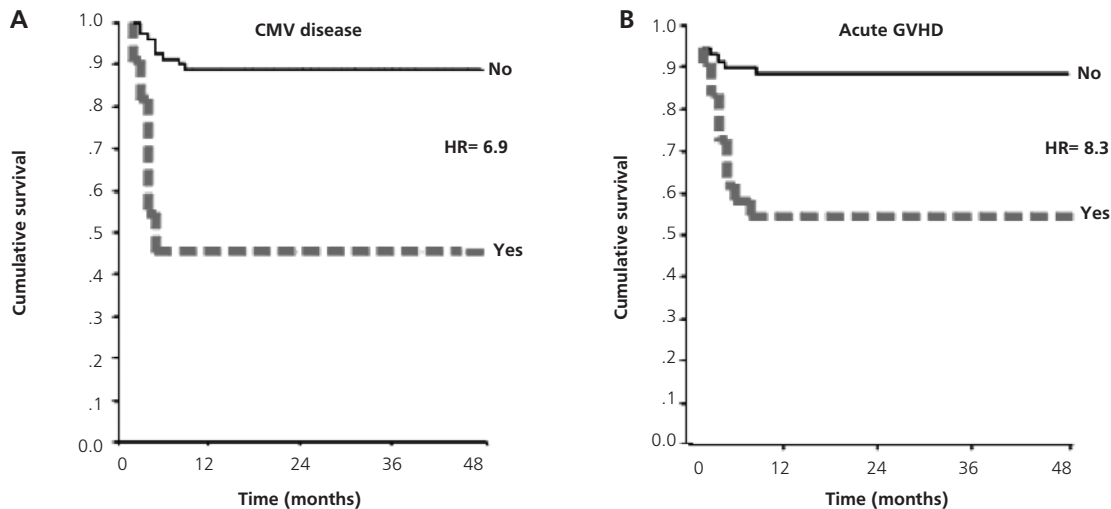 A
CMV disease
Cumulative survival
1.0
.9
.8
.7
.6
.5
.4
.3
.2
.1
0.0
No
HR= 6.9
Yes
0 12 24 36 48
Time (months)
B
Acute GVHD
Cumulative survival
1.0
.9
.8
.7
.6
.5
.4
.3
.2
.1
0.0
No
HR= 8.3
Yes
0 12 24 36 48
Time (months)